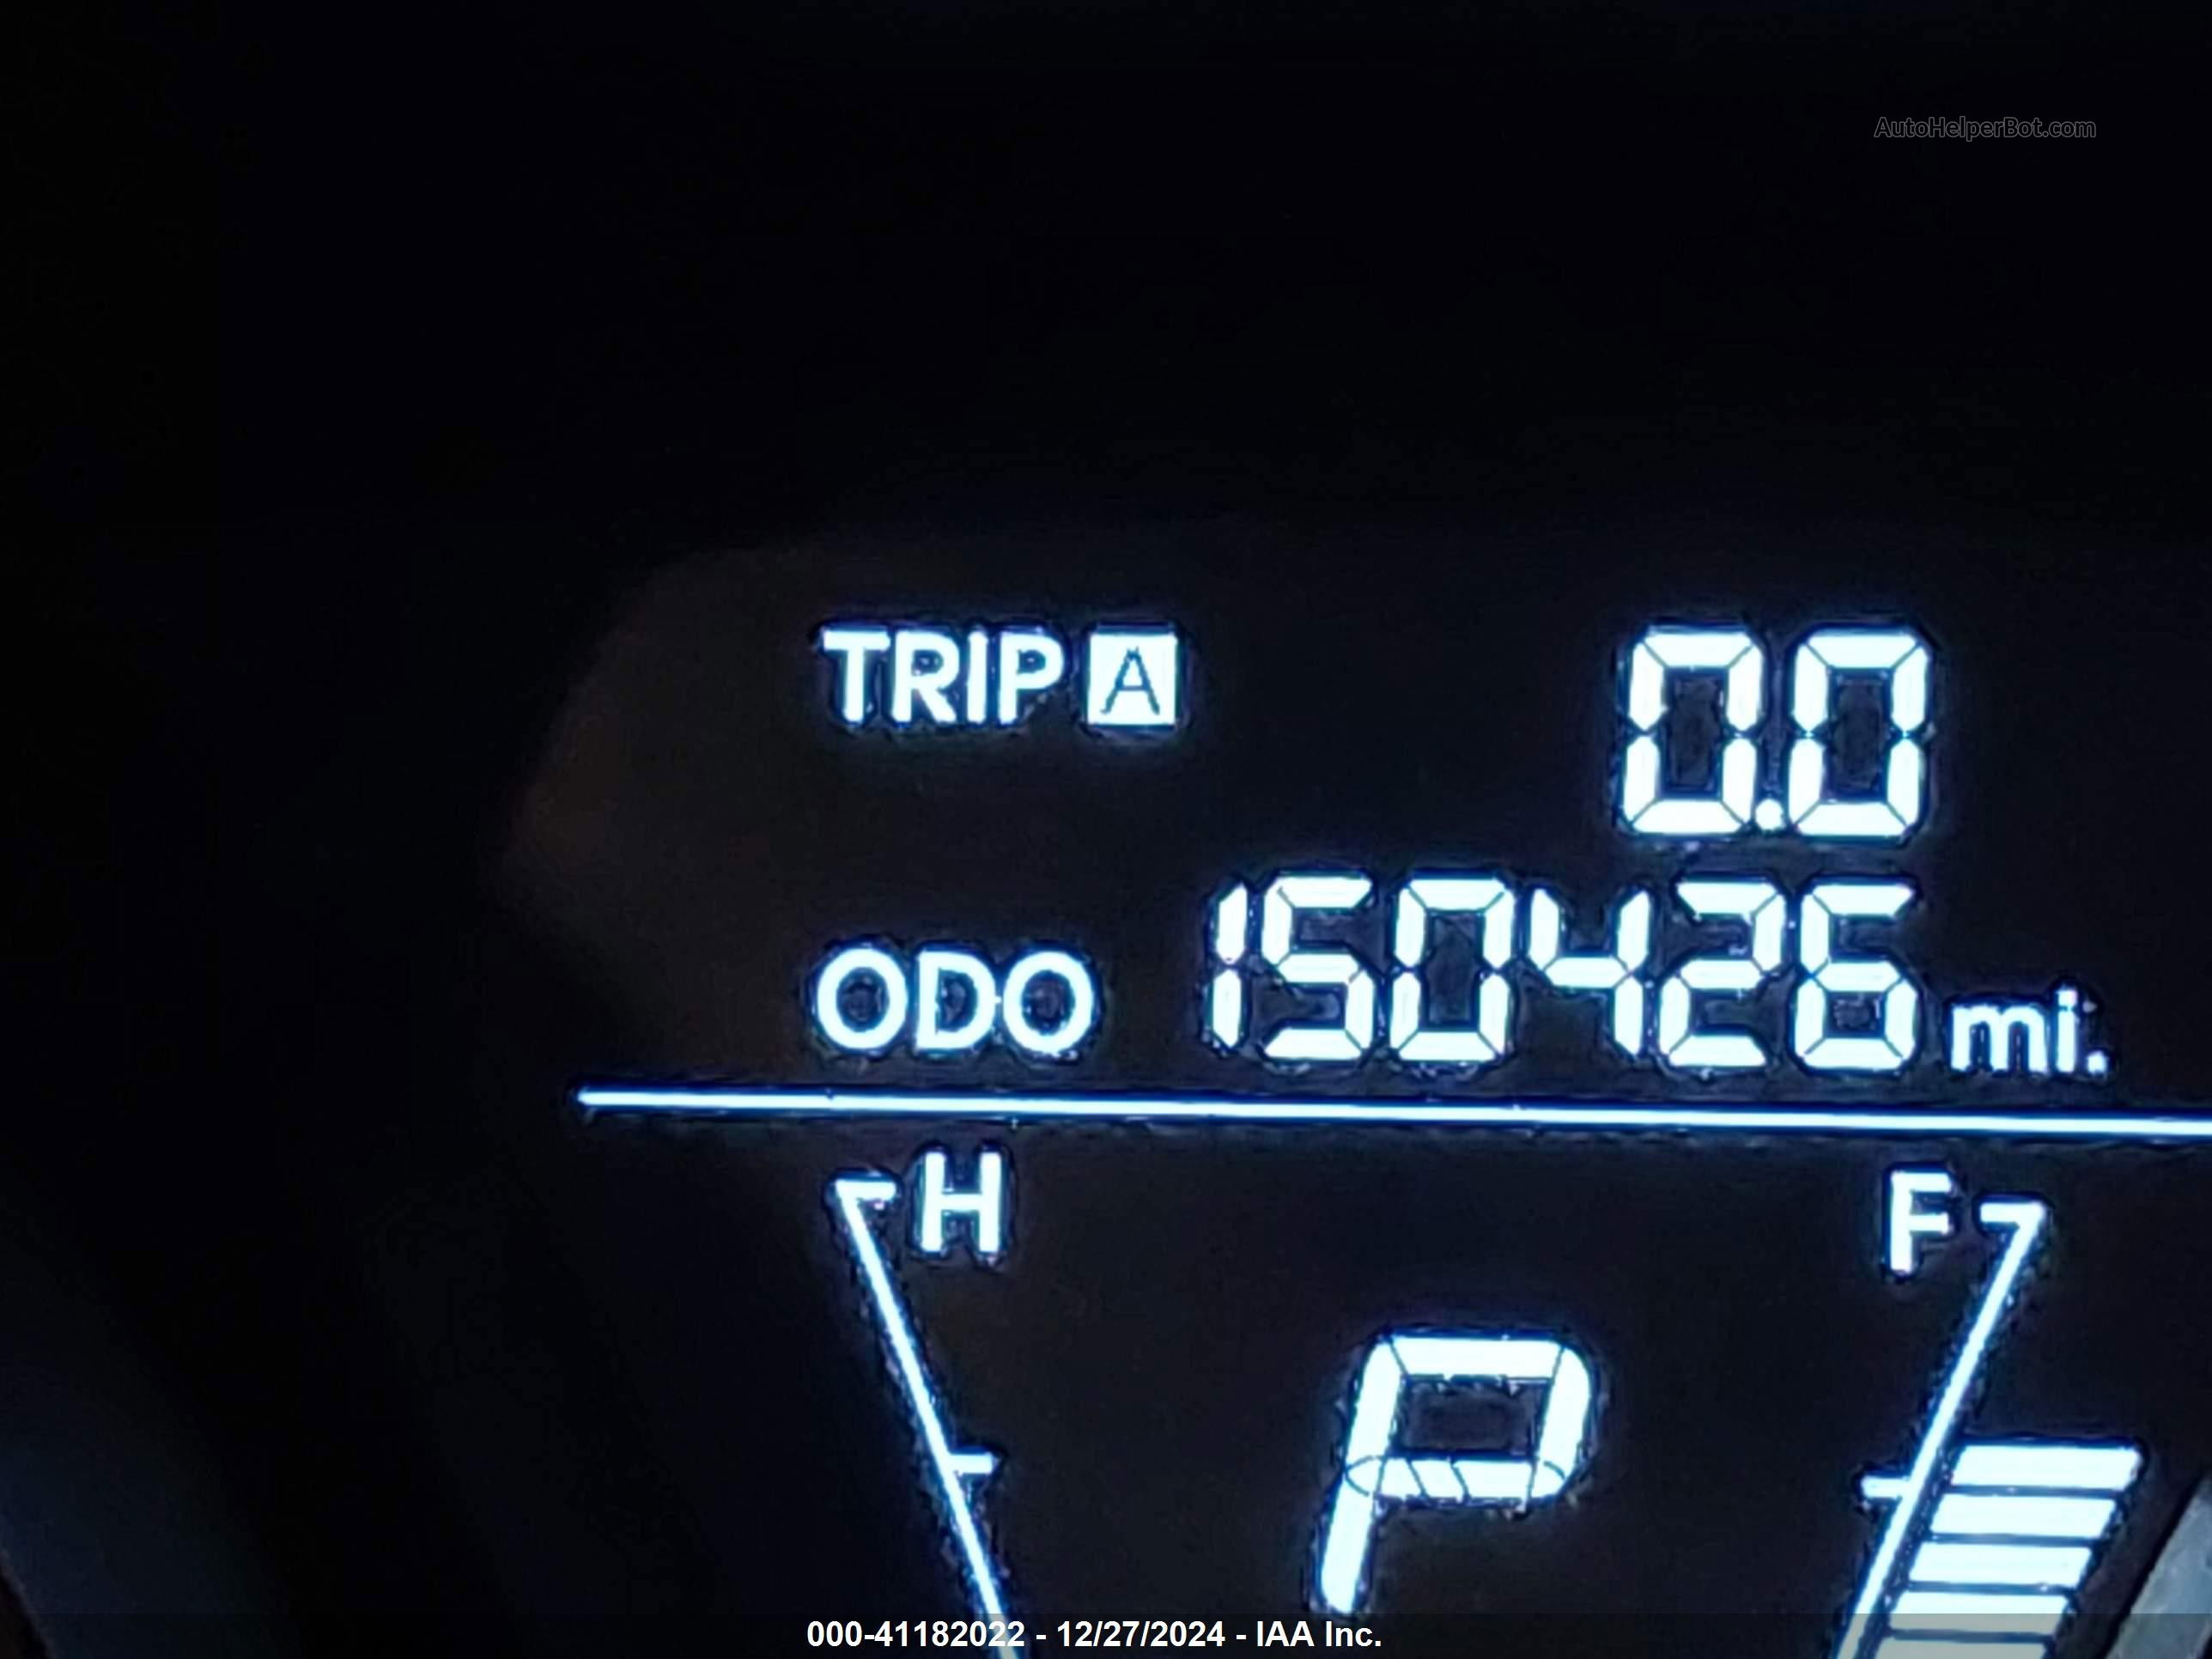 AutoHelperBot.com
TRIP A 0.0
ODO 150426 mi.
H F
P
000-41182022 - 12/27/2024 - IAA Inc.